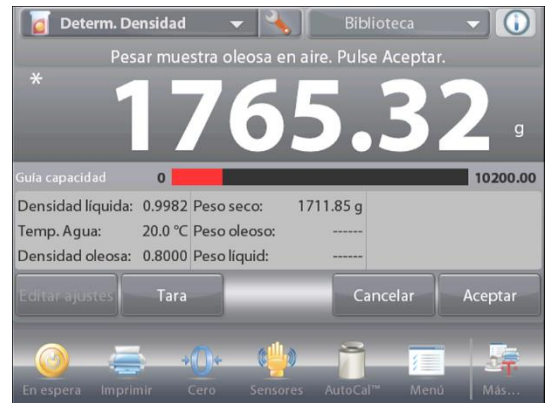 Determ. Densidad Biblioteca
Pesar muestra oleosa en aire. Pulse Aceptar.
* 1765.32 g
Guía capacidad 0 10200.00
Densidad líquida: 0.9982 Peso seco: 1711.85 g
Temp. Agua: 20.0 °C Peso oleoso: ------
Densidad oleosa: 0.8000 Peso líquid: ------
Editar ajustes Tara Cancelar Aceptar
En espera Imprimir Cero Sensores AutoCal™ Menú Más...